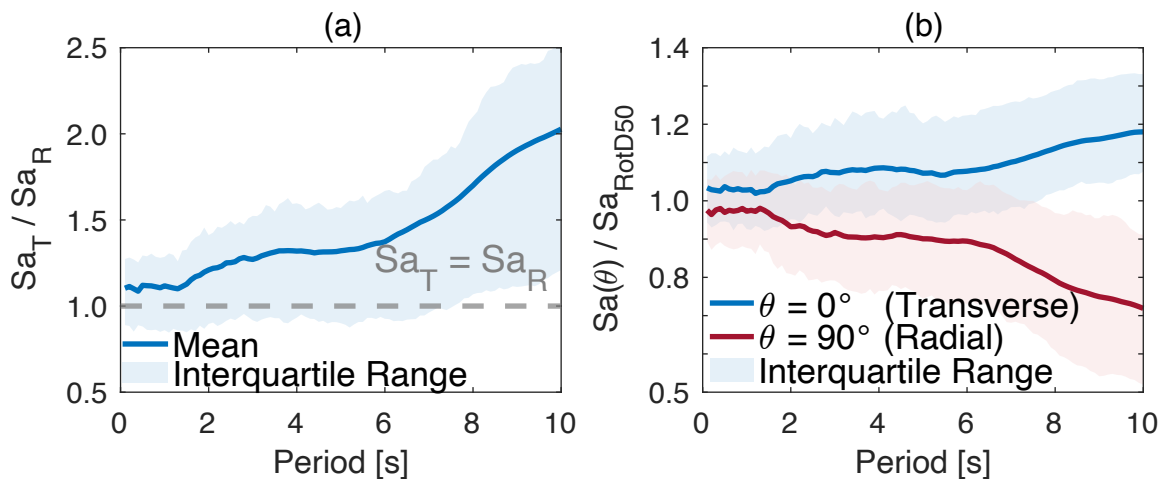 (a)
2.5
2.0
1.5
1.0
0.5
Sa_T / Sa_R
Sa_T = Sa_R
Mean
Interquartile Range
0 2 4 6 8 10
Period [s]
(b)
1.4
1.2
1.0
0.8
0.5
Sa(θ) / Sa_RotD50
θ = 0° (Transverse)
θ = 90° (Radial)
Interquartile Range
0 2 4 6 8 10
Period [s]